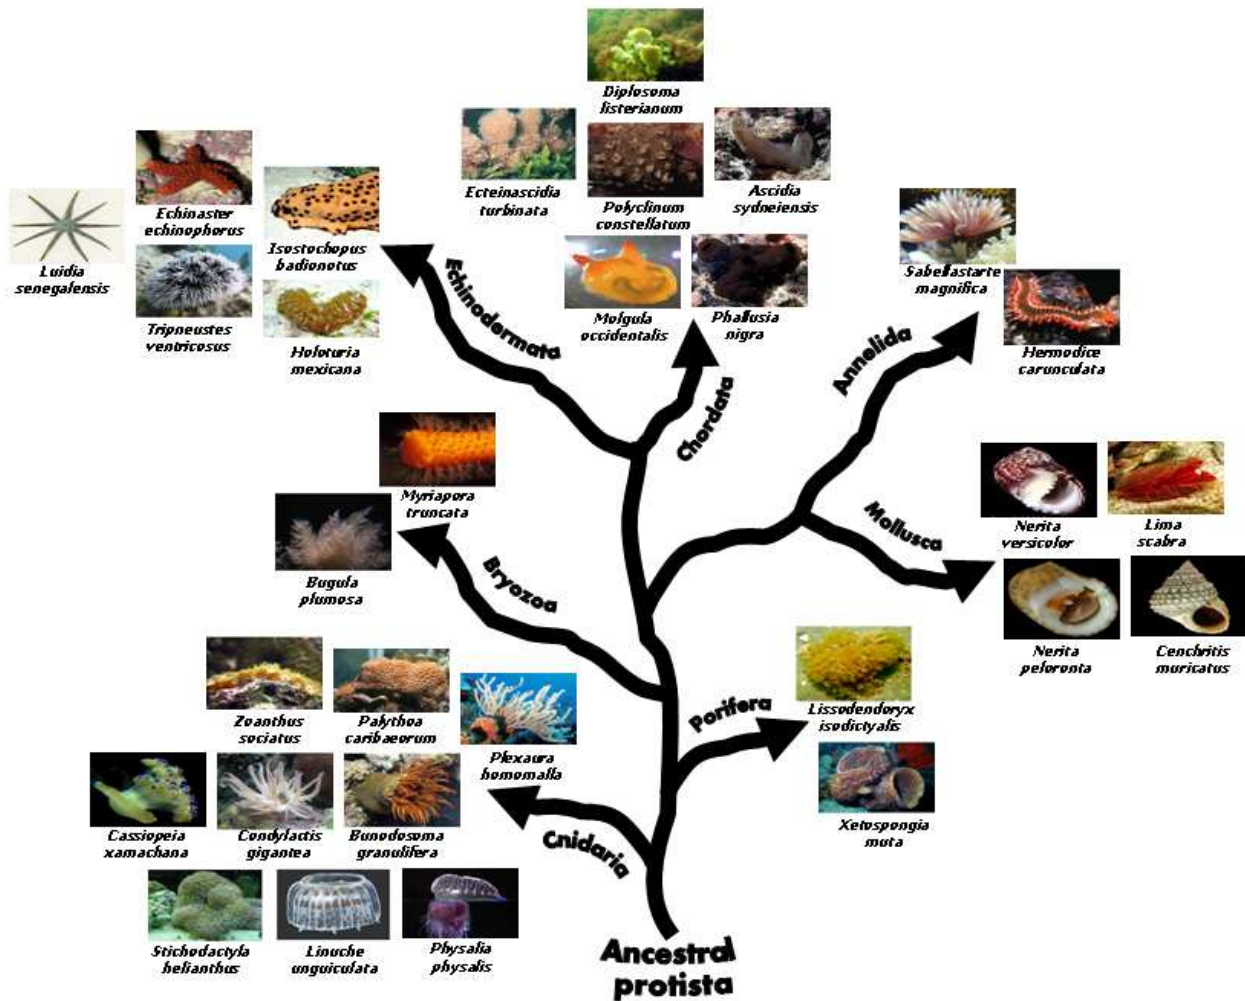 Diplosoma
listerianum
Ecteinascidia
turbinata
Polyclinum
constellatum
Ascidia
sydneiensis
Molgula
occidentalis
Phallusia
nigra
Echinaster
echinophorus
Isostochopus
badionotus
Luidia
senegalensis
Tripneustes
ventricosus
Holoturia
mexicana
Echinodermata
Chordata
Sabellastarte
magnifica
Hermodice
carunculata
Annelida
Myriapora
truncata
Bugula
plumosa
Bryozoa
Nerita
versicolor
Lima
scabra
Nerita
peloronta
Cenchritis
muricatus
Mollusca
Zoanthus
sociatus
Palythoa
caribaeorum
Plexaura
homomalla
Cassiopeia
xamachana
Condylactis
gigantea
Bunodosoma
granulifera
Stichodactyla
helianthus
Linuche
unguiculata
Physalia
physalis
Cnidaria
Porifera
Lissodendoryx
isodictyalis
Xetospongia
muta
Ancestral
protista